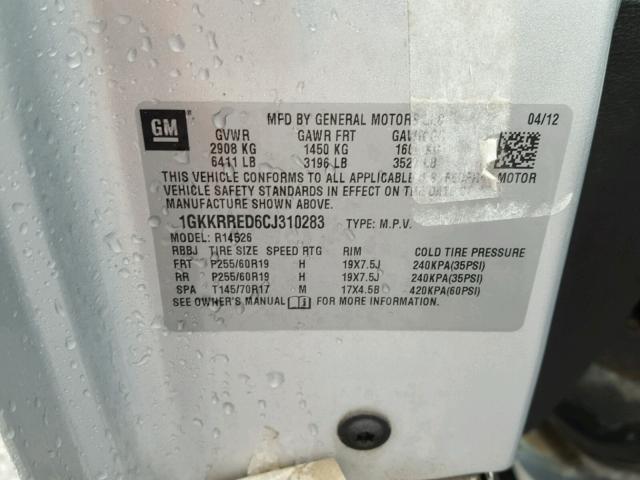 GM
MFD BY GENERAL MOTORS 04/12
GVWR GAWR FRT
2908 KG 1450 KG KG
6411 LB 3196 LB LB
THIS VEHICLE CONFORMS TO ALL APPLICABLE MOTOR
VEHICLE SAFETY STANDARDS IN EFFECT ON THE DATE OF
MANUFACTURE SHOWN ABOVE.
1GKKRRED6CJ310283 TYPE: M.P.V.
MODEL: R14526
RBBJ TIRE SIZE SPEED RTG RIM COLD TIRE PRESSURE
FRT P255/60R19 H 19X7.5J 240KPA(35PSI)
RR P255/60R19 H 19X7.5J 240KPA(35PSI)
SPA T145/70R17 M 17X4.5B 420KPA(60PSI)
SEE OWNER'S MANUAL FOR MORE INFORMATION.